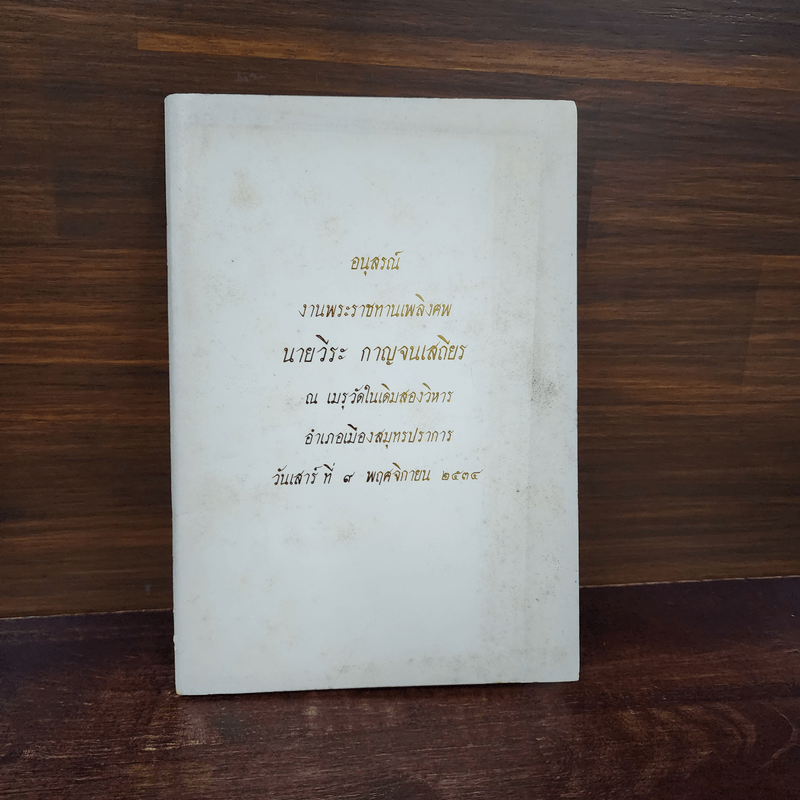 อนุสรณ์
งานพระราชทานเพลิงศพ
นายวีระ กาญจนเสถียร
ณ เมรุวัดในเดิมสองวิหาร
อำเภอเมืองสมุทรปราการ
วันเสาร์ ที่ ๙ พฤศจิกายน ๒๕๓๔